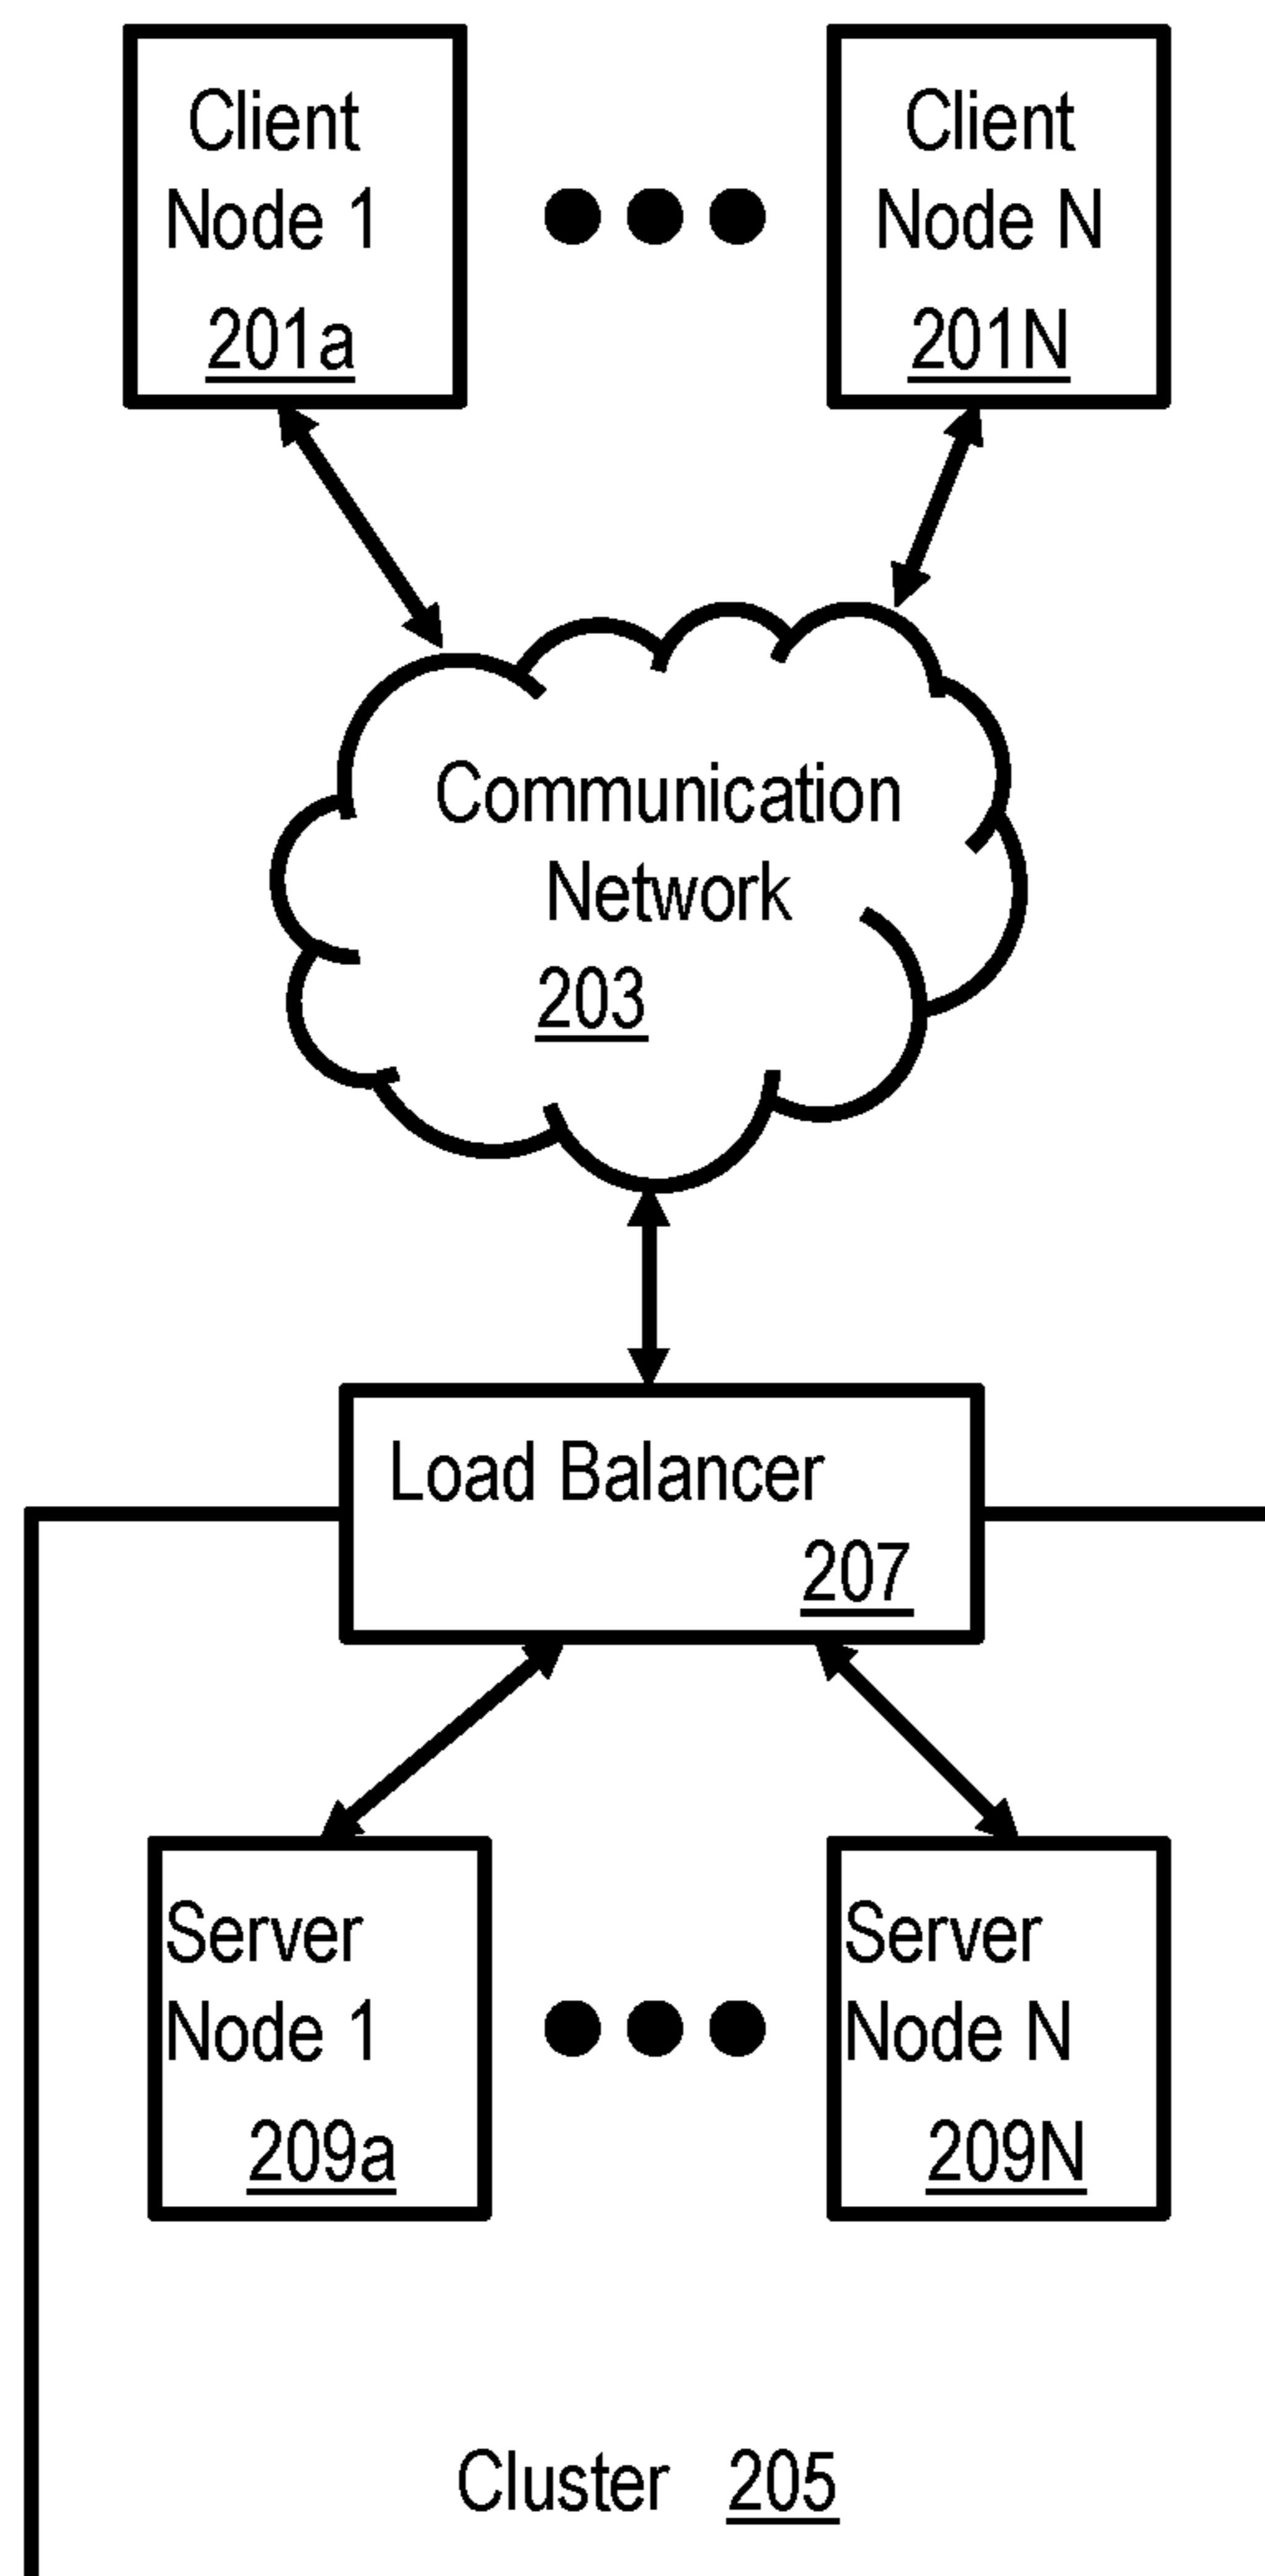 Client
Node 1
201a
Client
Node N
201N
Communication
Network
203
Load Balancer
207
Server
Node 1
209a
Server
Node N
209N
Cluster 205